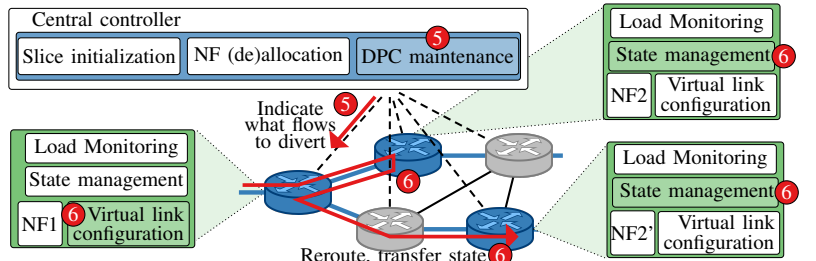 Central controller
Slice initialization
NF (de)allocation
DPC maintenance
5
Indicate
what flows
to divert
5
Load Monitoring
State management
6
NF2
Virtual link
configuration
Load Monitoring
State management
NF1
6
Virtual link
configuration
6
Load Monitoring
State management
6
NF2'
Virtual link
configuration
Reroute, transfer state
6